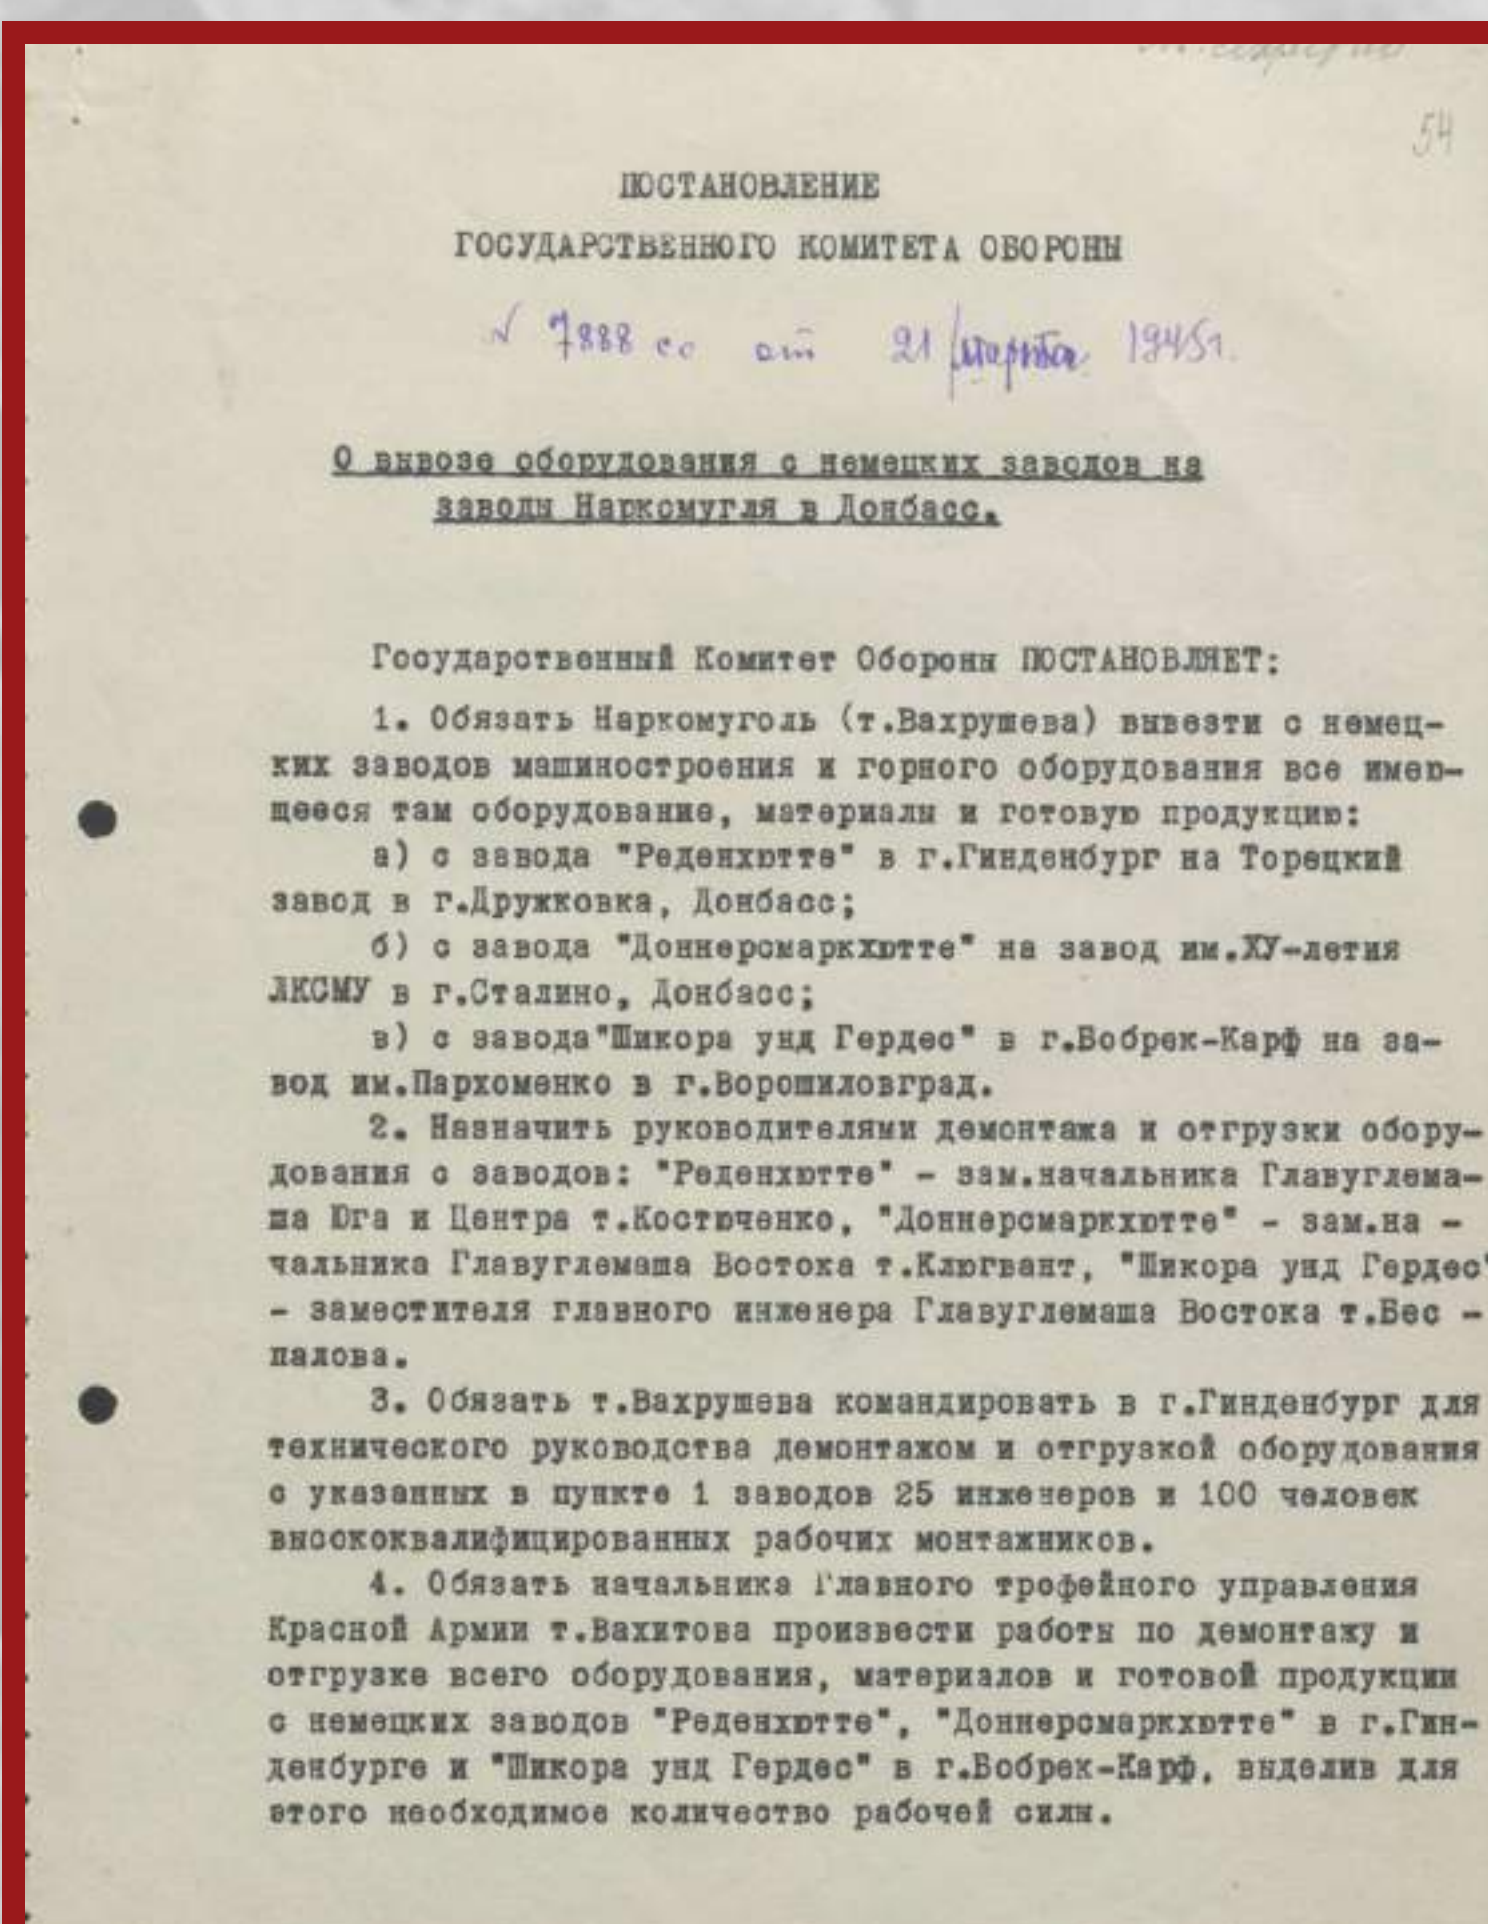 54
ПОСТАНОВЛЕНИЕ
ГОСУДАРСТВЕННОГО КОМИТЕТА ОБОРОНЫ
№ 7888 сс от 21 марта 1945г.
О вывозе оборудования с немецких заводов на
заводы Наркомугля в Донбасс.
Государственный Комитет Обороны ПОСТАНОВЛЯЕТ:
1. Обязать Наркомуголь (т.Вахрушева) вывезти с немец-
ких заводов машиностроения и горного оборудования все имею-
щееся там оборудование, материалы и готовую продукцию:
а) с завода "Реденхютте" в г.Гинденбург на Торецкий
завод в г.Дружковка, Донбасс;
б) с завода "Доннерсмаркхютте" на завод им.ХУ-летия
ЛКСМУ в г.Сталино, Донбасс;
в) с завода"Шикора унд Гердес" в г.Бобрек-Карф на за-
вод им.Пархоменко в г.Ворошиловград.
2. Назначить руководителями демонтажа и отгрузки обору-
дования с заводов: "Реденхютте" - зам.начальника Главуглема-
ша Юга и Центра т.Костюченко, "Доннерсмаркхютте" - зам.на -
чальника Главуглемаша Востока т.Клюгвант, "Шикора унд Гердес"
- заместителя главного инженера Главуглемаша Востока т.Бес -
палова.
3. Обязать т.Вахрушева командировать в г.Гинденбург для
технического руководства демонтажом и отгрузкой оборудования
с указанных в пункте 1 заводов 25 инженеров и 100 человек
высококвалифицированных рабочих монтажников.
4. Обязать начальника Главного трофейного управления
Красной Армии т.Вахитова произвести работы по демонтажу и
отгрузке всего оборудования, материалов и готовой продукции
с немецких заводов "Реденхютте", "Доннерсмаркхютте" в г.Гин-
денбурге и "Шикора унд Гердес" в г.Бобрек-Карф, выделив для
этого необходимое количество рабочей силы.